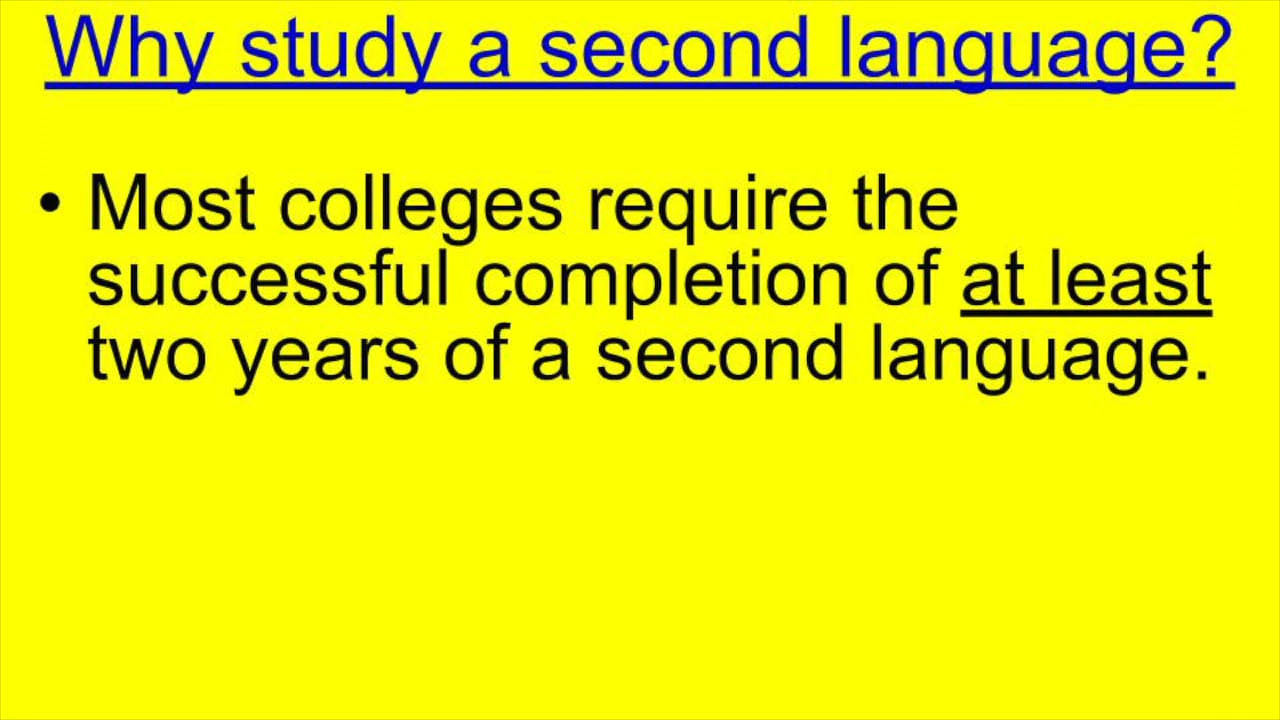 Why study a second language?
• Most colleges require the
successful completion of at least
two years of a second language.